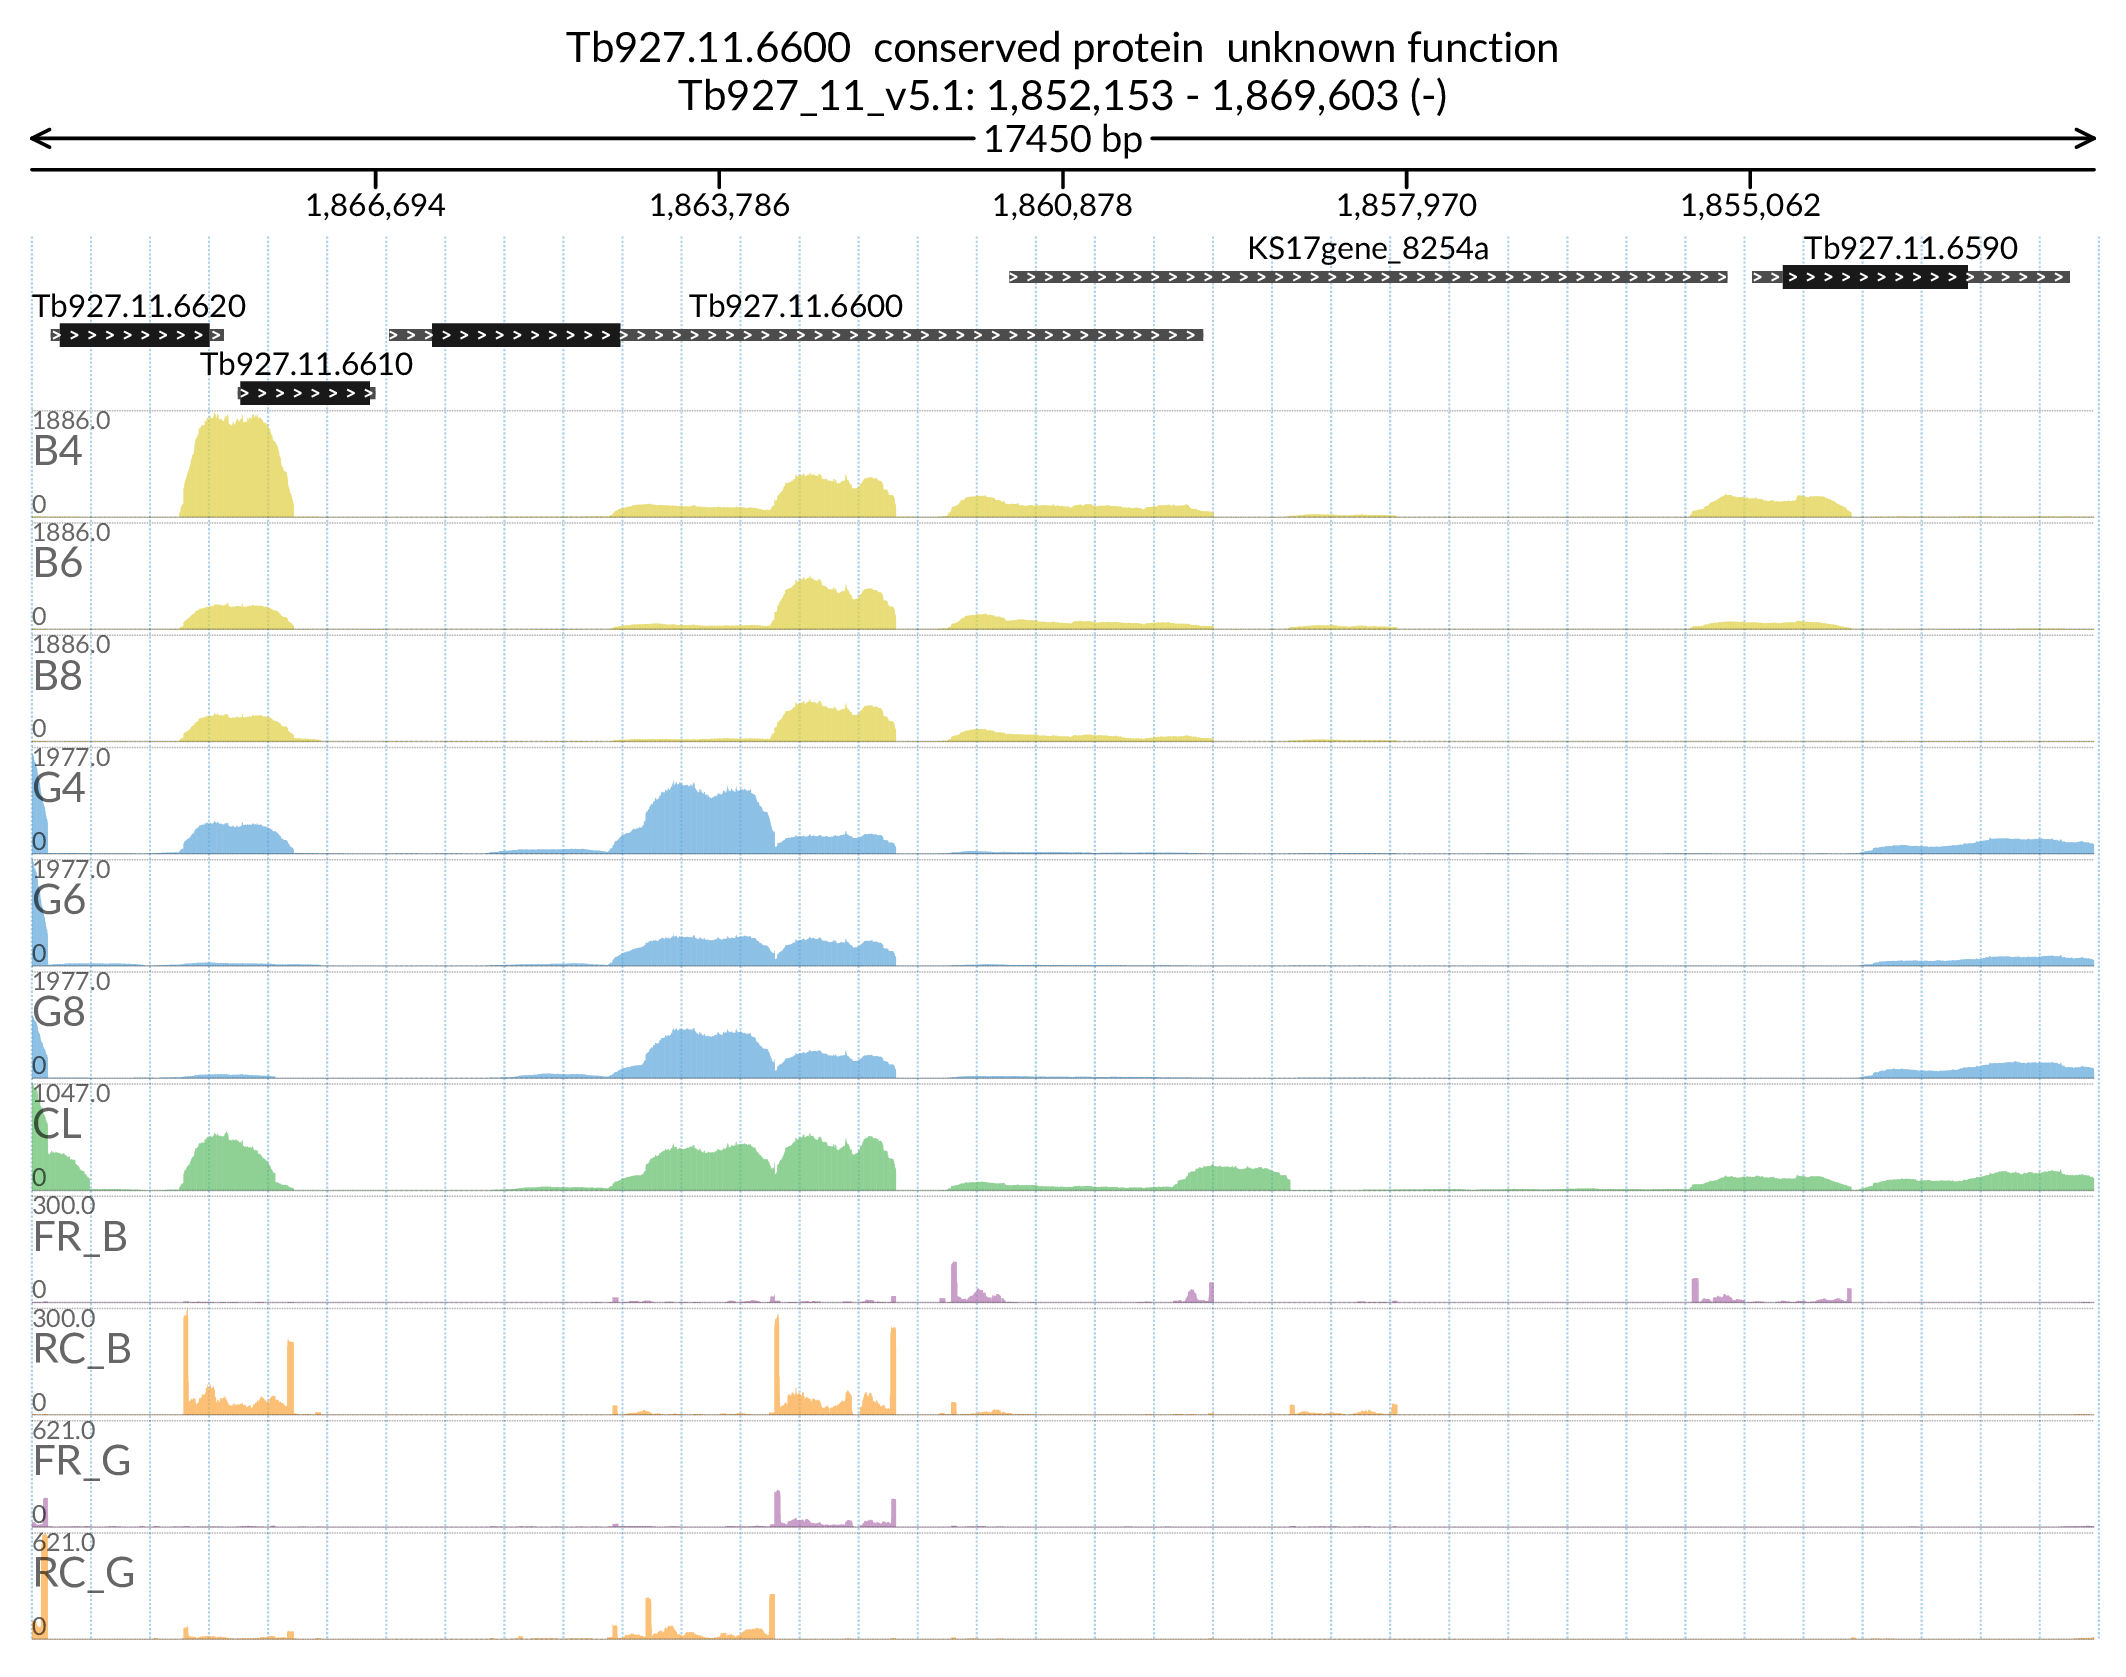 Tb927.11.6600  conserved protein  unknown function
Tb927_11_v5.1: 1,852,153 - 1,869,603 (-)
17450 bp
1,866,694 1,863,786 1,860,878 1,857,970 1,855,062
KS17gene_8254a Tb927.11.6590
Tb927.11.6620 Tb927.11.6600
Tb927.11.6610
1886.0
B4
0
1886.0
B6
0
1886.0
B8
0
1977.0
G4
0
1977.0
G6
0
1977.0
G8
0
1047.0
CL
0
300.0
FR_B
0
300.0
RC_B
0
621.0
FR_G
0
621.0
RC_G
0